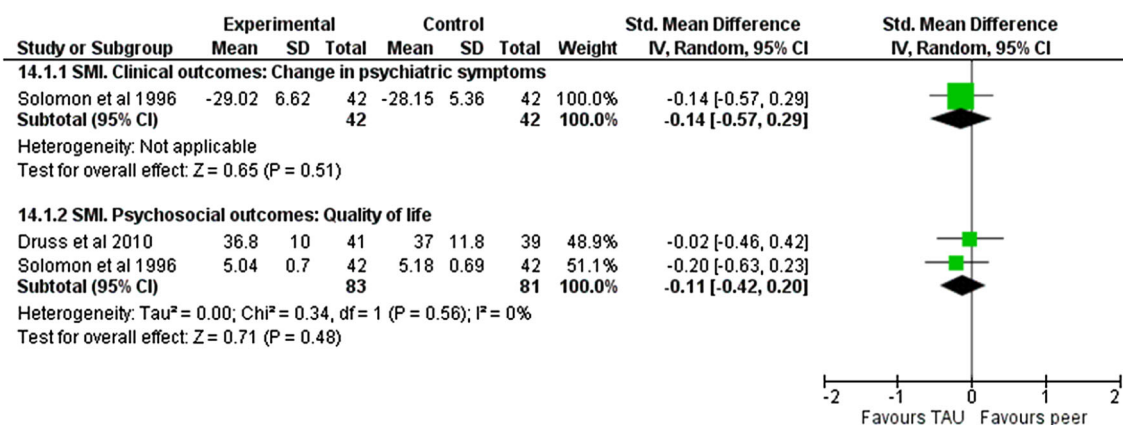 Experimental Control Std. Mean Difference Std. Mean Difference
Study or Subgroup Mean SD Total Mean SD Total Weight IV, Random, 95% CI IV, Random, 95% CI
14.1.1 SMI. Clinical outcomes: Change in psychiatric symptoms
Solomon et al 1996 -29.02 6.62 42 -28.15 5.36 42 100.0% -0.14 [-0.57, 0.29]
Subtotal (95% CI) 42 42 100.0% -0.14 [-0.57, 0.29]
Heterogeneity: Not applicable
Test for overall effect: Z = 0.65 (P = 0.51)
14.1.2 SMI. Psychosocial outcomes: Quality of life
Druss et al 2010 36.8 10 41 37 11.8 39 48.9% -0.02 [-0.46, 0.42]
Solomon et al 1996 5.04 0.7 42 5.18 0.69 42 51.1% -0.20 [-0.63, 0.23]
Subtotal (95% CI) 83 81 100.0% -0.11 [-0.42, 0.20]
Heterogeneity: Tau² = 0.00; Chi² = 0.34, df = 1 (P = 0.56); I² = 0%
Test for overall effect: Z = 0.71 (P = 0.48)
-2 -1 0 1 2
Favours TAU Favours peer